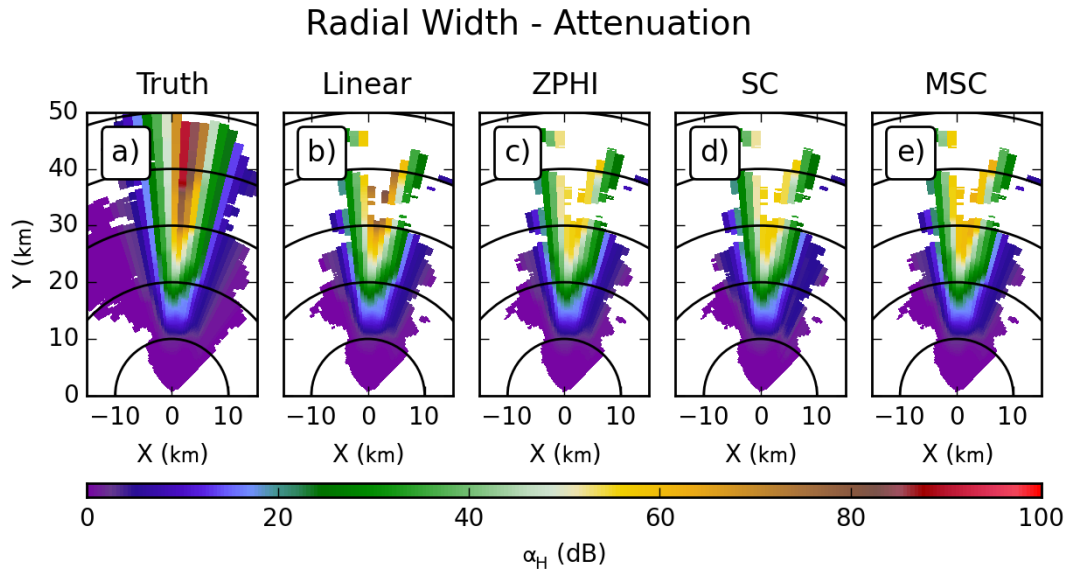 Radial Width - Attenuation
Truth Linear ZPHI SC MSC
a) b) c) d) e)
50
40
30
20
10
0
Y (km)
−10 0 10 −10 0 10 −10 0 10 −10 0 10 −10 0 10
X (km) X (km) X (km) X (km) X (km)
0 20 40 60 80 100
α_H (dB)